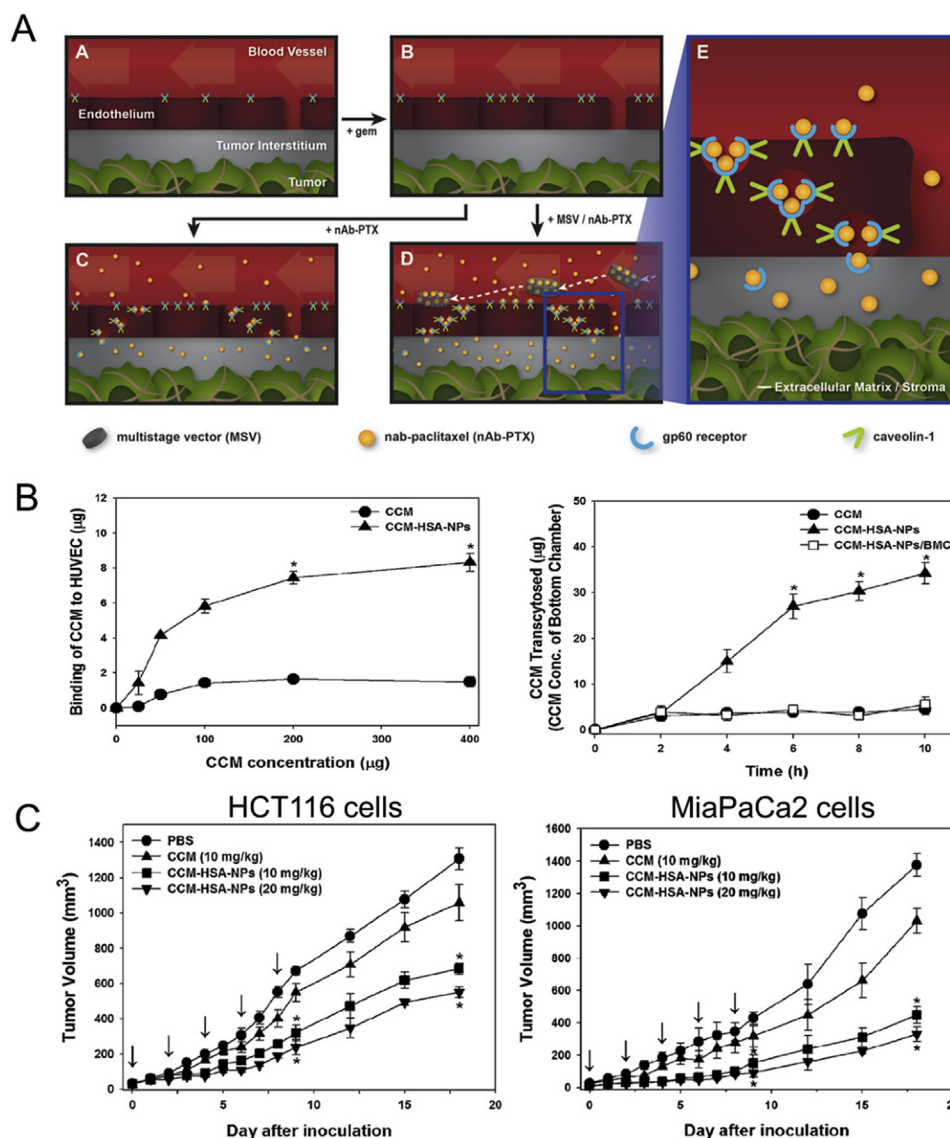 A
A
Blood Vessel
Endothelium
Tumor Interstitium
Tumor
+ gem
B
E
+ nAb-PTX
+ MSV / nAb-PTX
C
D
Extracellular Matrix / Stroma
multistage vector (MSV)
nab-paclitaxel (nAb-PTX)
gp60 receptor
caveolin-1
B
Binding of CCM to HUVEC (µg)
12
10
8
6
4
2
0
CCM
CCM-HSA-NPs
*
*
0
100
200
300
400
CCM concentration (µg)
CCM Transcytosed (µg)
(CCM Conc. of Bottom Chamber)
50
40
30
20
10
0
CCM
CCM-HSA-NPs
CCM-HSA-NPs/BMC
*
*
*
0
2
4
6
8
10
Time (h)
C
HCT116 cells
Tumor Volume (mm³)
1400
1200
1000
800
600
400
200
0
PBS
CCM (10 mg/kg)
CCM-HSA-NPs (10 mg/kg)
CCM-HSA-NPs (20 mg/kg)
*
*
*
*
0
5
10
15
20
Day after inoculation
MiaPaCa2 cells
Tumor Volume (mm³)
1600
1400
1200
1000
800
600
400
200
0
PBS
CCM (10 mg/kg)
CCM-HSA-NPs (10 mg/kg)
CCM-HSA-NPs (20 mg/kg)
*
*
*
*
0
5
10
15
Day after inoculation